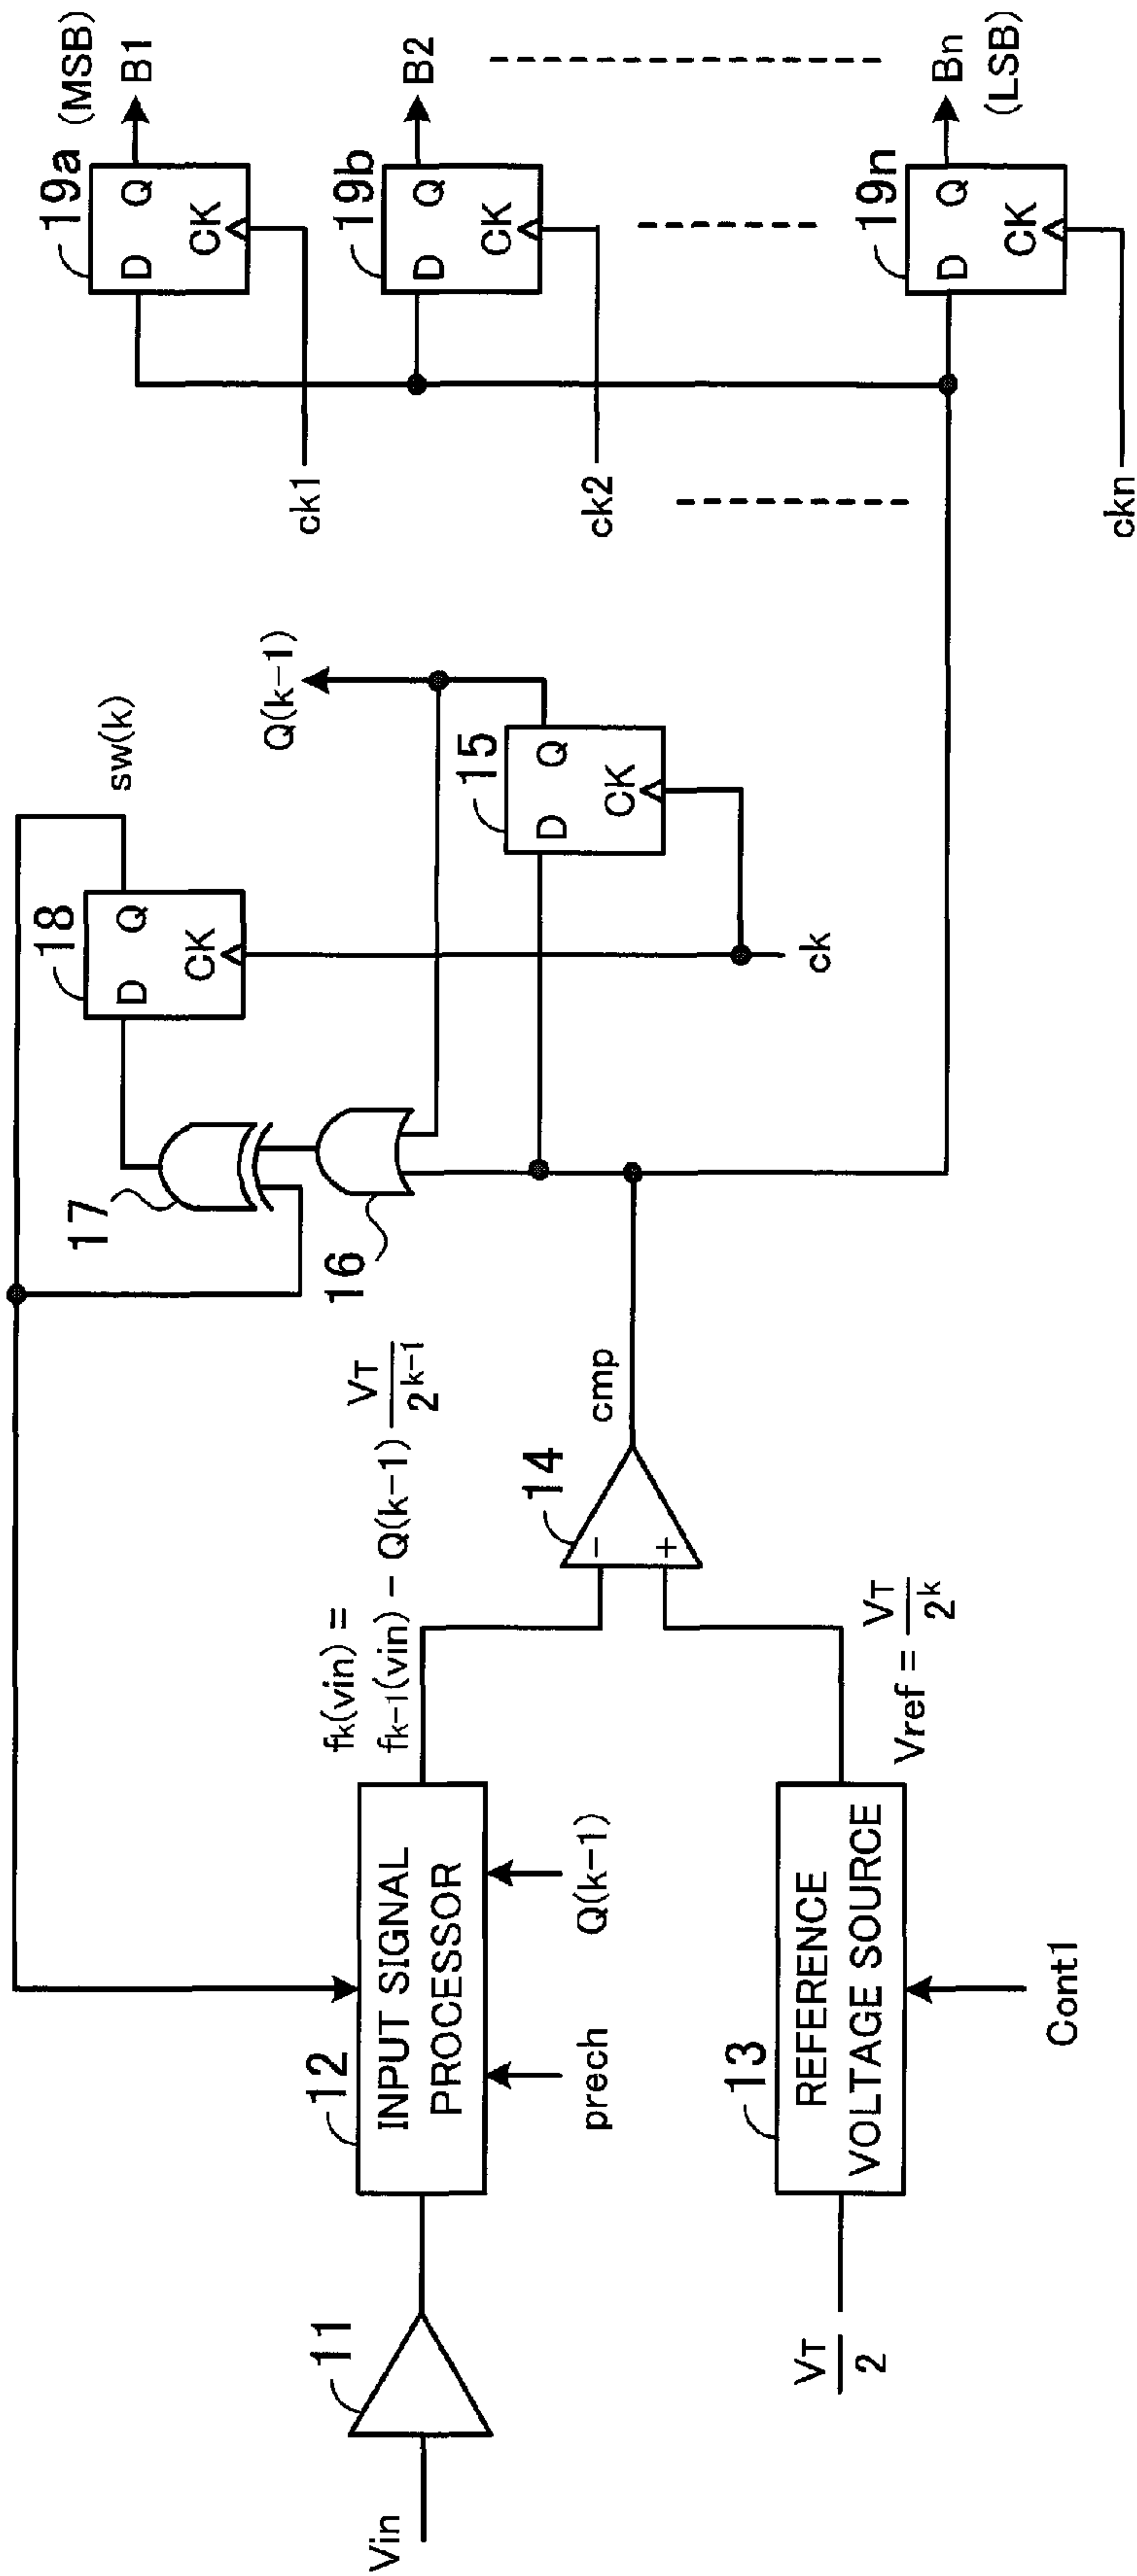 Vin
11
12
INPUT SIGNAL
PROCESSOR
prech
Q(k-1)
fk(vin) =
fk-1(vin) - Q(k-1) VT / 2^k-1
VT / 2
13
REFERENCE
VOLTAGE SOURCE
Cont1
Vref = VT / 2^k
14
-
+
cmp
16
17
18
D Q
CK
sw(k)
15
D Q
CK
Q(k-1)
ck
19a
D Q
CK
ck1
(MSB)
B1
19b
D Q
CK
ck2
B2
19n
D Q
CK
ckn
Bn
(LSB)